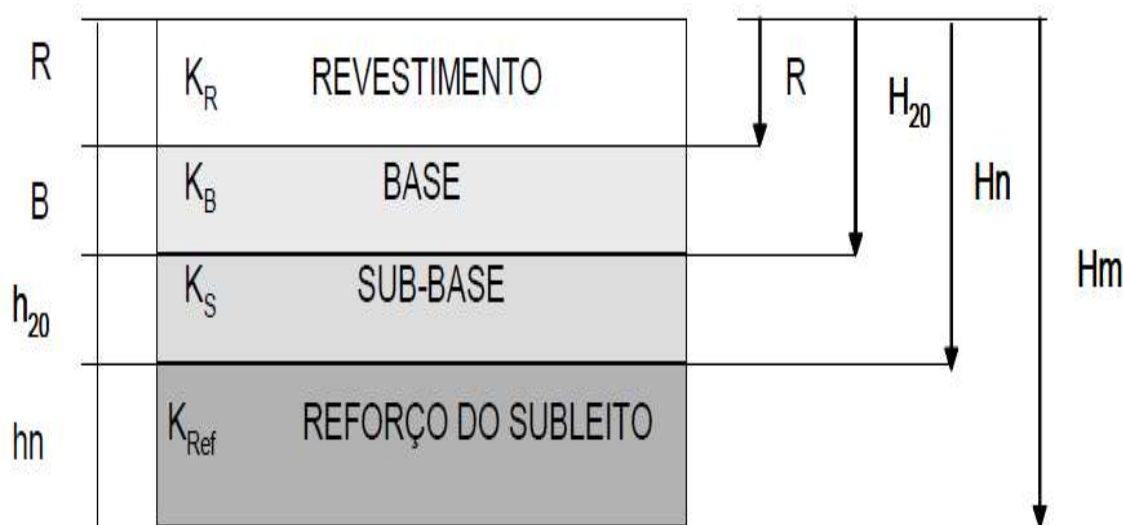 R K_R REVESTIMENTO R H_20
B K_B BASE Hn
h_20 K_S SUB-BASE Hm
hn K_Ref REFORÇO DO SUBLEITO